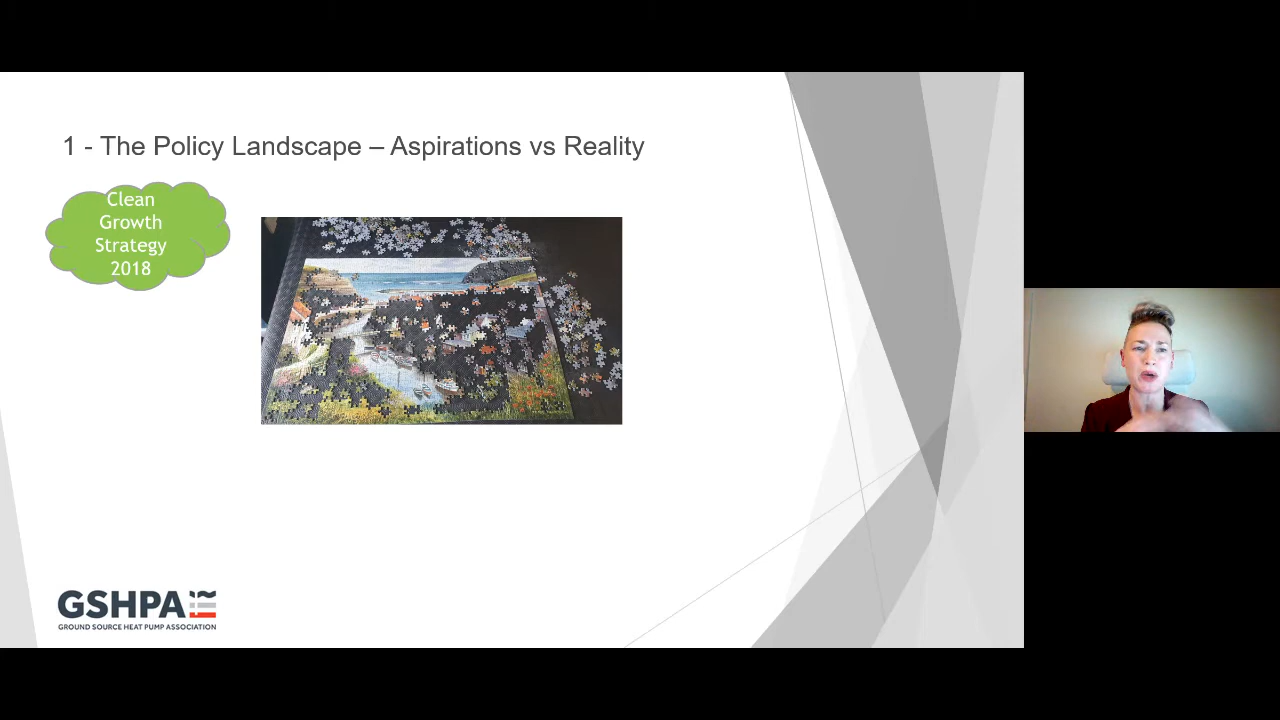 1 - The Policy Landscape – Aspirations vs Reality
Clean
Growth
Strategy
2018
GSHPA
GROUND SOURCE HEAT PUMP ASSOCIATION